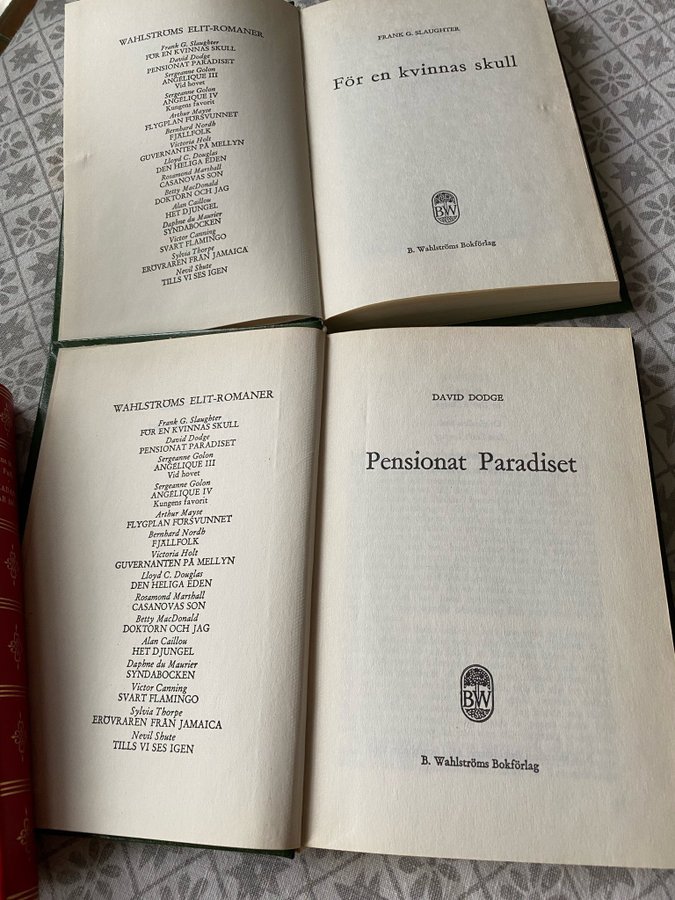 WAHLSTRÖMS ELIT-ROMANER
Frank G. Slaughter
FÖR EN KVINNAS SKULL
David Dodge
PENSIONAT PARADISET
Sergeanne Golon
ANGÉLIQUE III
Vid hovet
Sergeanne Golon
ANGÉLIQUE IV
Kungens favorit
Arthur Mayse
FLYGPLAN FÖRSVUNNET
Bernhard Nordh
FJÄLLFOLK
Victoria Holt
GUVERNANTEN PÅ MELLYN
Lloyd C. Douglas
DEN HELIGA EDEN
Rosamond Marshall
CASANOVAS SON
Betty MacDonald
DOKTORN OCH JAG
Alan Caillou
HET DJUNGEL
Daphne du Maurier
SYNDABOCKEN
Victor Canning
SVART FLAMINGO
Sylvia Thorpe
ERÖVRAREN FRÅN JAMAICA
Nevil Shute
TILLS VI SES IGEN
FRANK G. SLAUGHTER
För en kvinnas skull
BW
B. Wahlströms Bokförlag
WAHLSTRÖMS ELIT-ROMANER
Frank G. Slaughter
FÖR EN KVINNAS SKULL
David Dodge
PENSIONAT PARADISET
Sergeanne Golon
ANGÉLIQUE III
Vid hovet
Sergeanne Golon
ANGÉLIQUE IV
Kungens favorit
Arthur Mayse
FLYGPLAN FÖRSVUNNET
Bernhard Nordh
FJÄLLFOLK
Victoria Holt
GUVERNANTEN PÅ MELLYN
Lloyd C. Douglas
DEN HELIGA EDEN
Rosamond Marshall
CASANOVAS SON
Betty MacDonald
DOKTORN OCH JAG
Alan Caillou
HET DJUNGEL
Daphne du Maurier
SYNDABOCKEN
Victor Canning
SVART FLAMINGO
Sylvia Thorpe
ERÖVRAREN FRÅN JAMAICA
Nevil Shute
TILLS VI SES IGEN
DAVID DODGE
Pensionat Paradiset
BW
B. Wahlströms Bokförlag